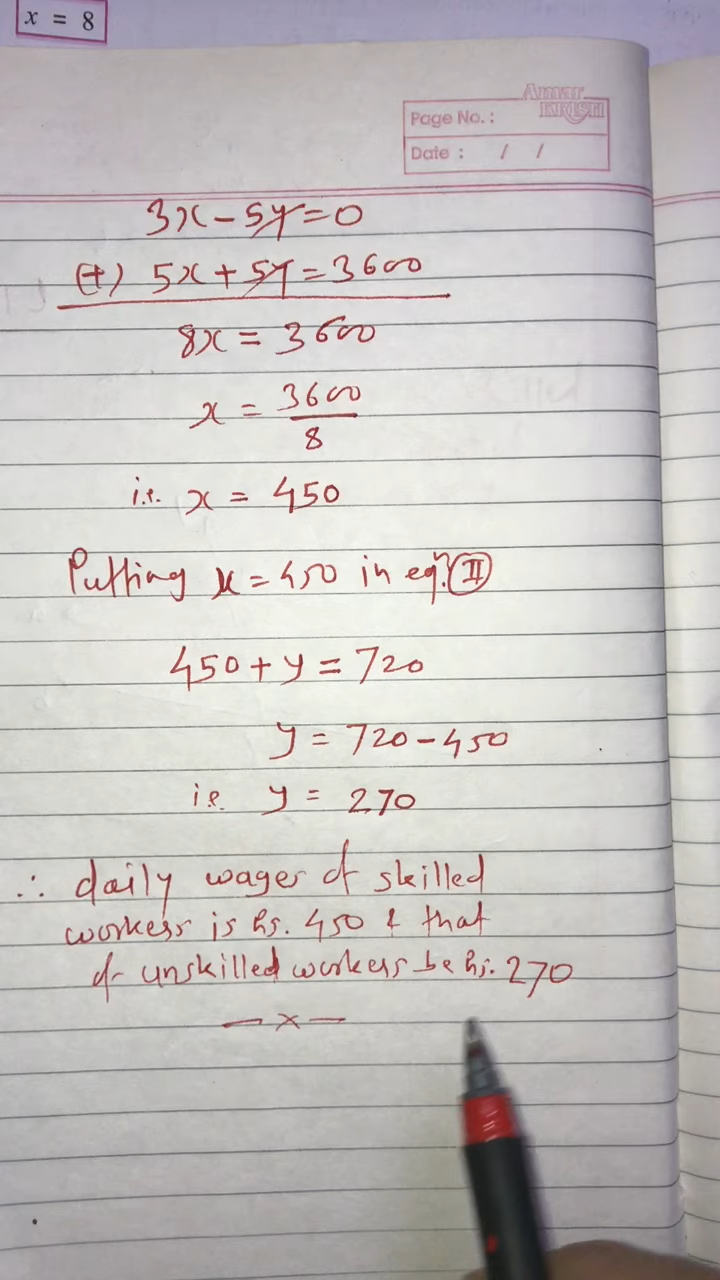 x = 8
Amar
KRISTI
Page No. :
Date : / /
3x - 5y = 0
(+) 5x + 5y = 3600
8x = 3600
x = 3600/8
i.e. x = 450
Putting x = 450 in eqⁿ. II
450 + y = 720
y = 720 - 450
i.e. y = 270
∴ daily wages of skilled
workers is Rs. 450 & that
of unskilled workers be Rs. 270
— x —